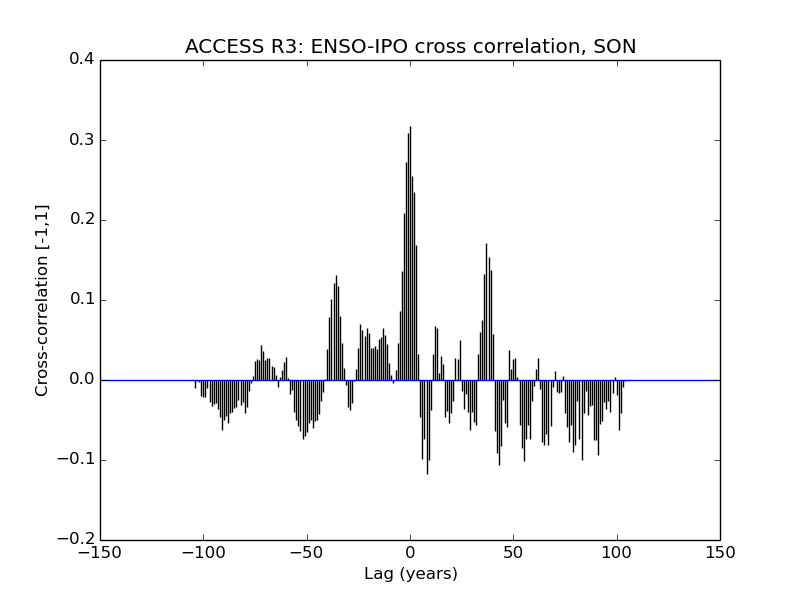 ACCESS R3: ENSO-IPO cross correlation, SON
0.4
0.3
0.2
0.1
0.0
−0.1
−0.2
Cross-correlation [-1,1]
−150 −100 −50 0 50 100 150
Lag (years)